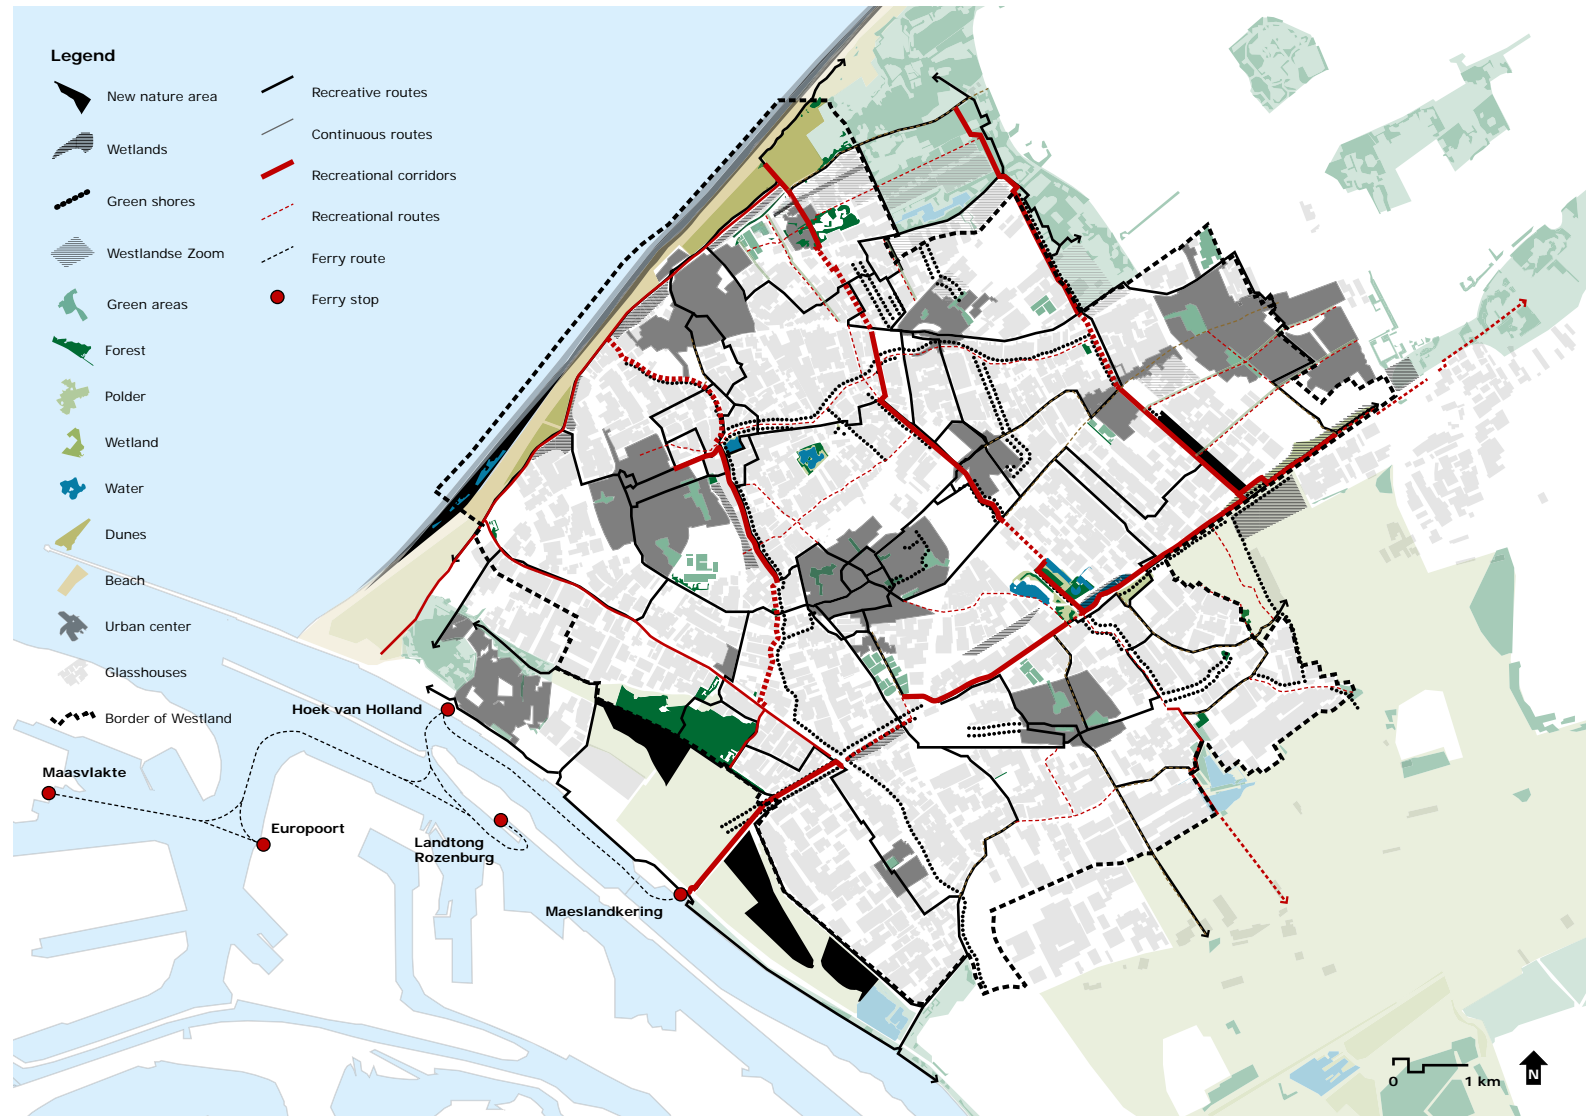 Legend
New nature area
Wetlands
Green shores
Westlandse Zoom
Green areas
Forest
Polder
Wetland
Water
Dunes
Beach
Urban center
Glasshouses
Border of Westland
Recreative routes
Continuous routes
Recreational corridors
Recreational routes
Ferry route
Ferry stop
Hoek van Holland
Maasvlakte
Europoort
Landtong
Rozenburg
Maeslandkering
0 1 km
N